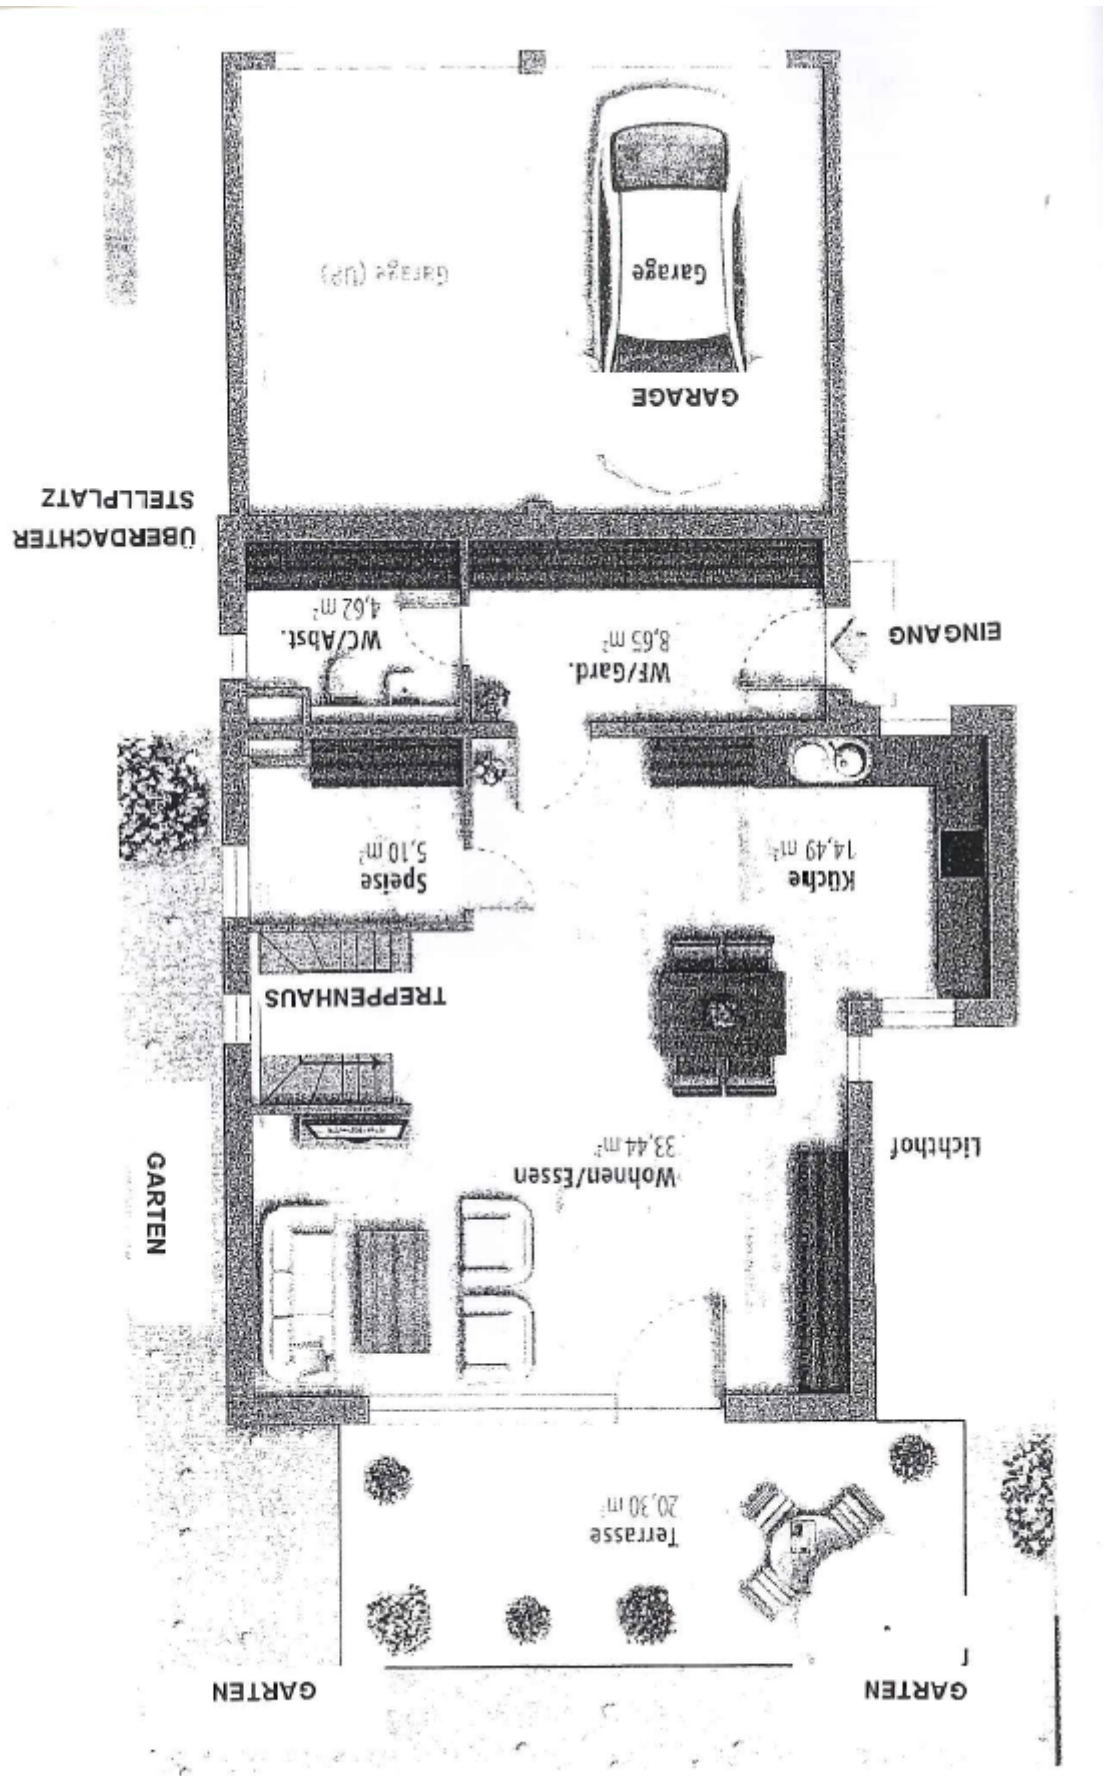 GARTEN
GARTEN
Terrasse
20,30 m²
GARTEN
Wohnen/Essen
33,44 m²
Lichthof
TREPPENHAUS
Küche
14,49 m²
Speise
5,10 m²
EINGANG
WF/Gard.
8,65 m²
WC/Abst.
4,62 m²
ÜBERDACHTER
STELLPLATZ
GARAGE
Garage
Garage (UP)